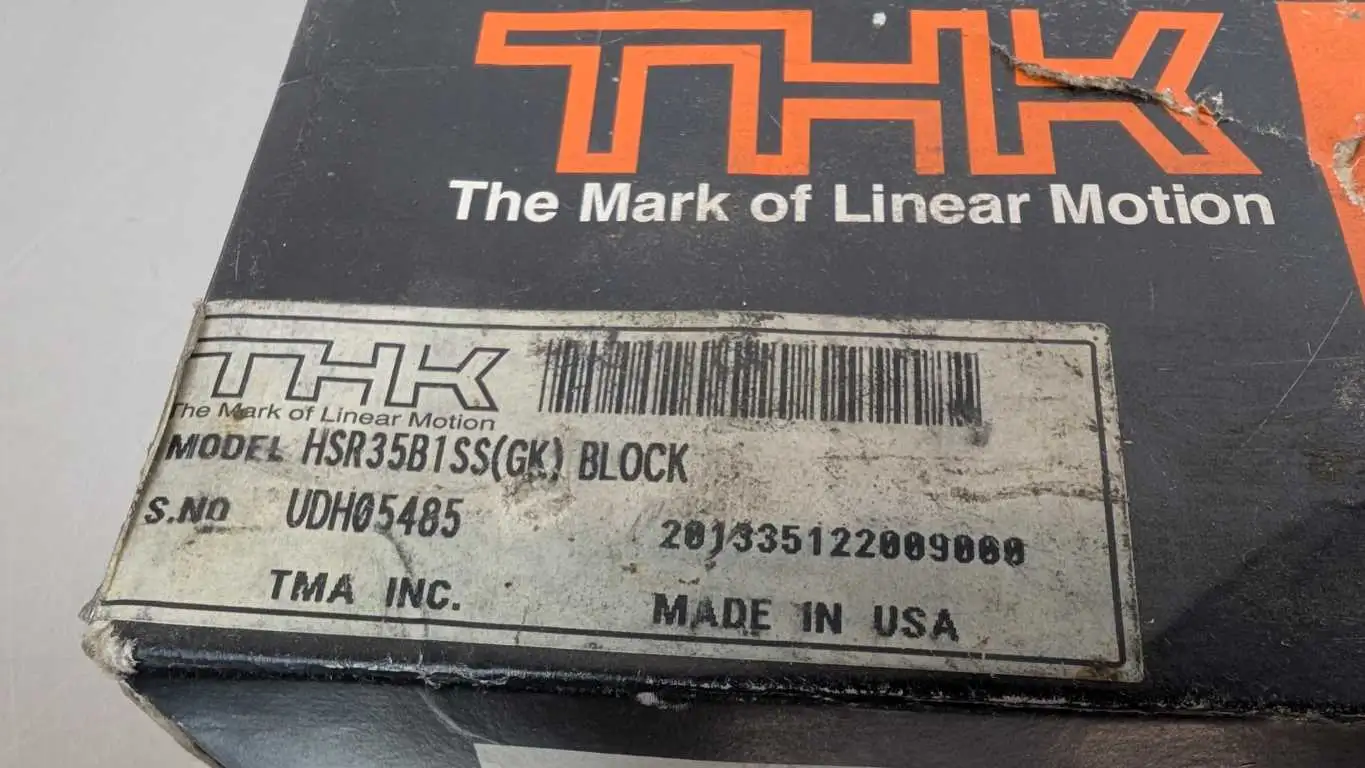 THK
The Mark of Linear Motion
THK
The Mark of Linear Motion
MODEL HSR35B1SS(GK) BLOCK
S.NO UDH05485
201335122009000
TMA INC.
MADE IN USA